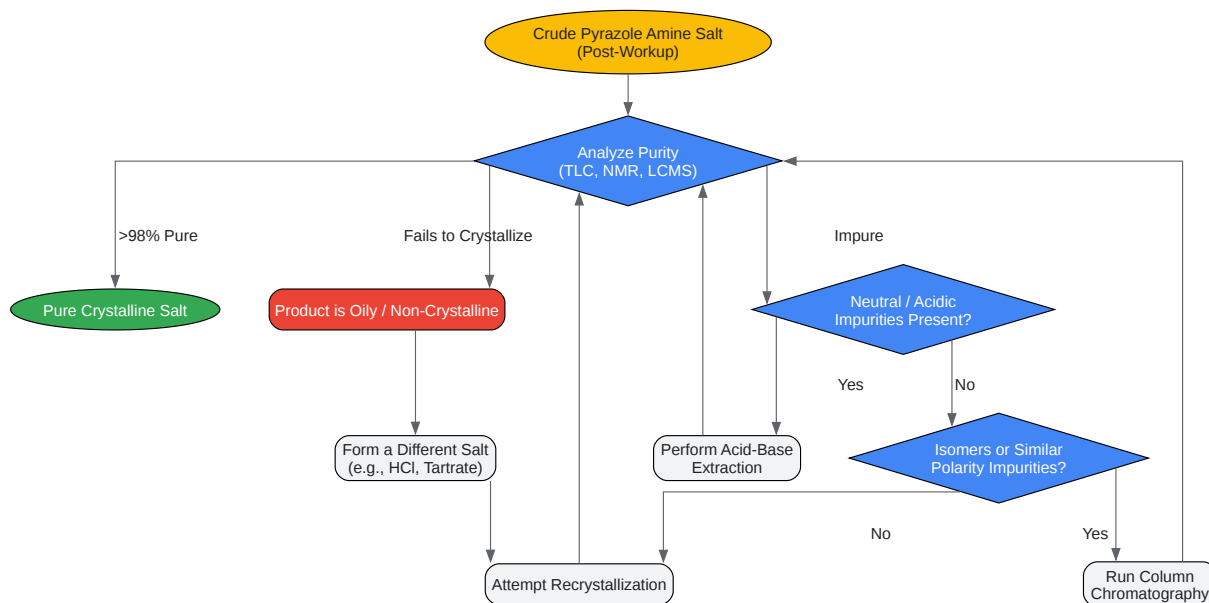 Crude Pyrazole Amine Salt
(Post-Workup)
Analyze Purity
(TLC, NMR, LCMS)
>98% Pure
Fails to Crystallize
Impure
Pure Crystalline Salt
Product is Oily / Non-Crystalline
Neutral / Acidic
Impurities Present?
Yes
No
Form a Different Salt
(e.g., HCl, Tartrate)
Perform Acid-Base
Extraction
Isomers or Similar
Polarity Impurities?
No
Yes
Attempt Recrystallization
Run Column
Chromatography